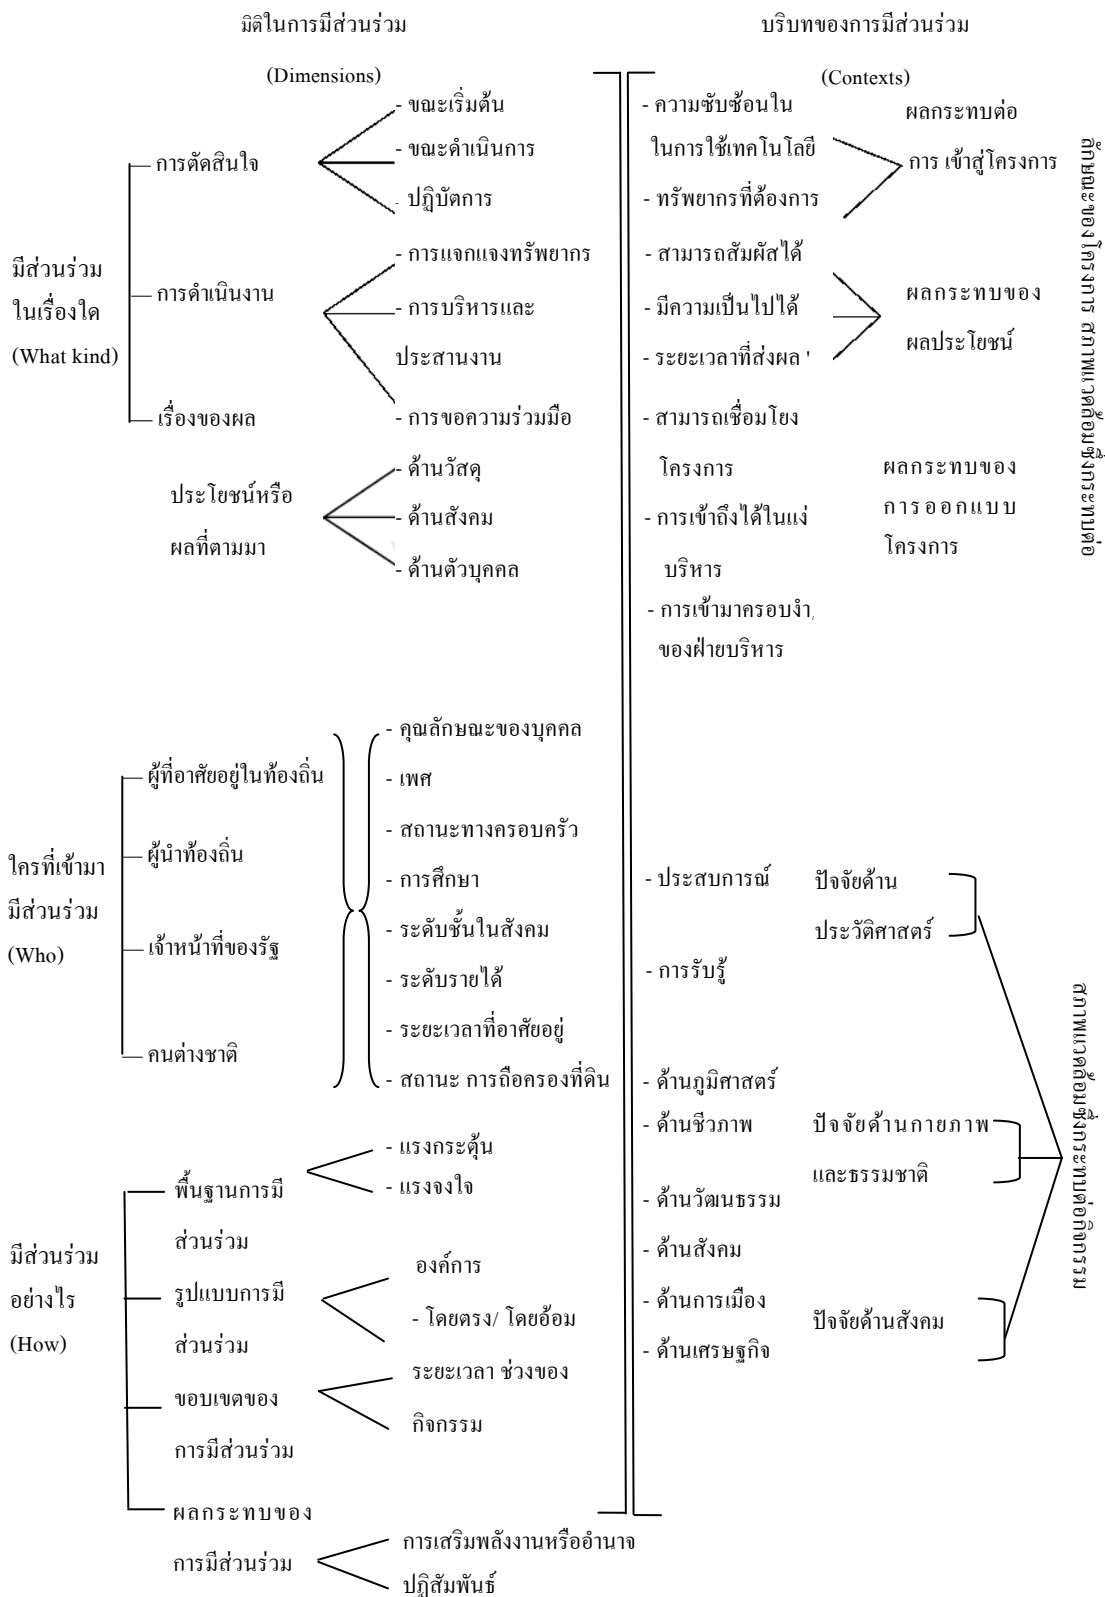 มิติในการมีส่วนร่วม
(Dimensions)
มีส่วนร่วม
ในเรื่องใด
(What kind)
การตัดสินใจ
- ขณะเริ่มต้น
- ขณะดำเนินการ
- ปฏิบัตการ
การดำเนินงาน
- การแจกแจงทรัพยากร
- การบริหารและ
ประสานงาน
- การขอความร่วมมือ
เรื่องของผล
ประโยชน์หรือ
ผลที่ตามมา
- ด้านวัสดุ
- ด้านสังคม
- ด้านตัวบุคคล
ใครที่เข้ามา
มีส่วนร่วม
(Who)
ผู้ที่อาศัยอยู่ในท้องถิ่น
ผู้นำท้องถิ่น
เจ้าหน้าที่ของรัฐ
คนต่างชาติ
- คุณลักษณะของบุคคล
- เพศ
- สถานะทางครอบครัว
- การศึกษา
- ระดับชั้นในสังคม
- ระดับรายได้
- ระยะเวลาที่อาศัยอยู่
- สถานะ การถือครองที่ดิน
มีส่วนร่วม
อย่างไร
(How)
พื้นฐานการมี
ส่วนร่วม
- แรงกระตุ้น
- แรงจงใจ
รูปแบบการมี
ส่วนร่วม
องค์การ
- โดยตรง/ โดยอ้อม
ขอบเขตของ
การมีส่วนร่วม
ระยะเวลา ช่วงของ
กิจกรรม
ผลกระทบของ
การมีส่วนร่วม
การเสริมพลังงานหรืออำนาจ
ปฏิสัมพันธ์
บริบทของการมีส่วนร่วม
(Contexts)
- ความซับซ้อนใน
ในการใช้เทคโนโลยี
- ทรัพยากรที่ต้องการ
ผลกระทบต่อ
การ เข้าสู่โครงการ
- สามารถสัมผัสได้
- มีความเป็นไปได้
- ระยะเวลาที่ส่งผล '
ผลกระทบของ
ผลประโยชน์
- สามารถเชื่อมโยง
โครงการ
- การเข้าถึงได้ในแง่
บริหาร
- การเข้ามาครอบงำ,
ของฝ่ายบริหาร
ผลกระทบของ
การออกแบบ
โครงการ
ลักษณะของโครงการ สภาพแวดล้อมซึ่งกระทบต่อ
- ประสบการณ์
- การรับรู้
ปัจจัยด้าน
ประวัติศาสตร์
- ด้านภูมิศาสตร์
- ด้านชีวภาพ
ปัจจัยด้านกายภาพ
และธรรมชาติ
- ด้านวัฒนธรรม
- ด้านสังคม
- ด้านการเมือง
- ด้านเศรษฐกิจ
ปัจจัยด้านสังคม
สภาพแวดล้อมซึ่งกระทบต่อกิจกรรม